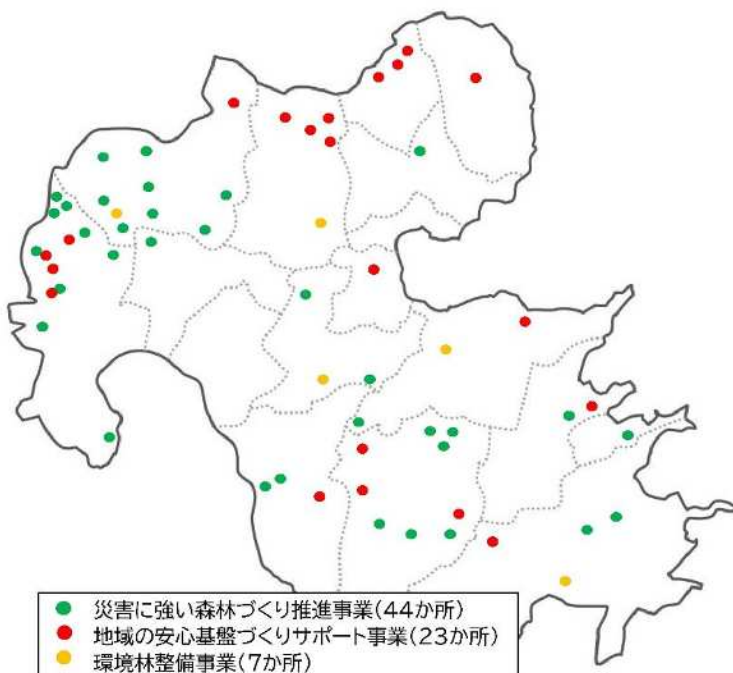 災害に強い森林づくり推進事業(44か所)
地域の安心基盤づくりサポート事業(23か所)
環境林整備事業(7か所)